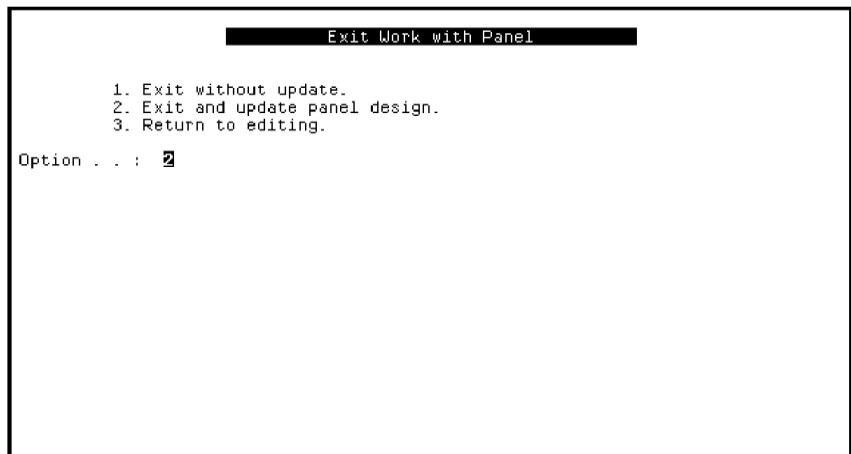 Exit Work with Panel
1. Exit without update.
2. Exit and update panel design.
3. Return to editing.
Option . . : 2